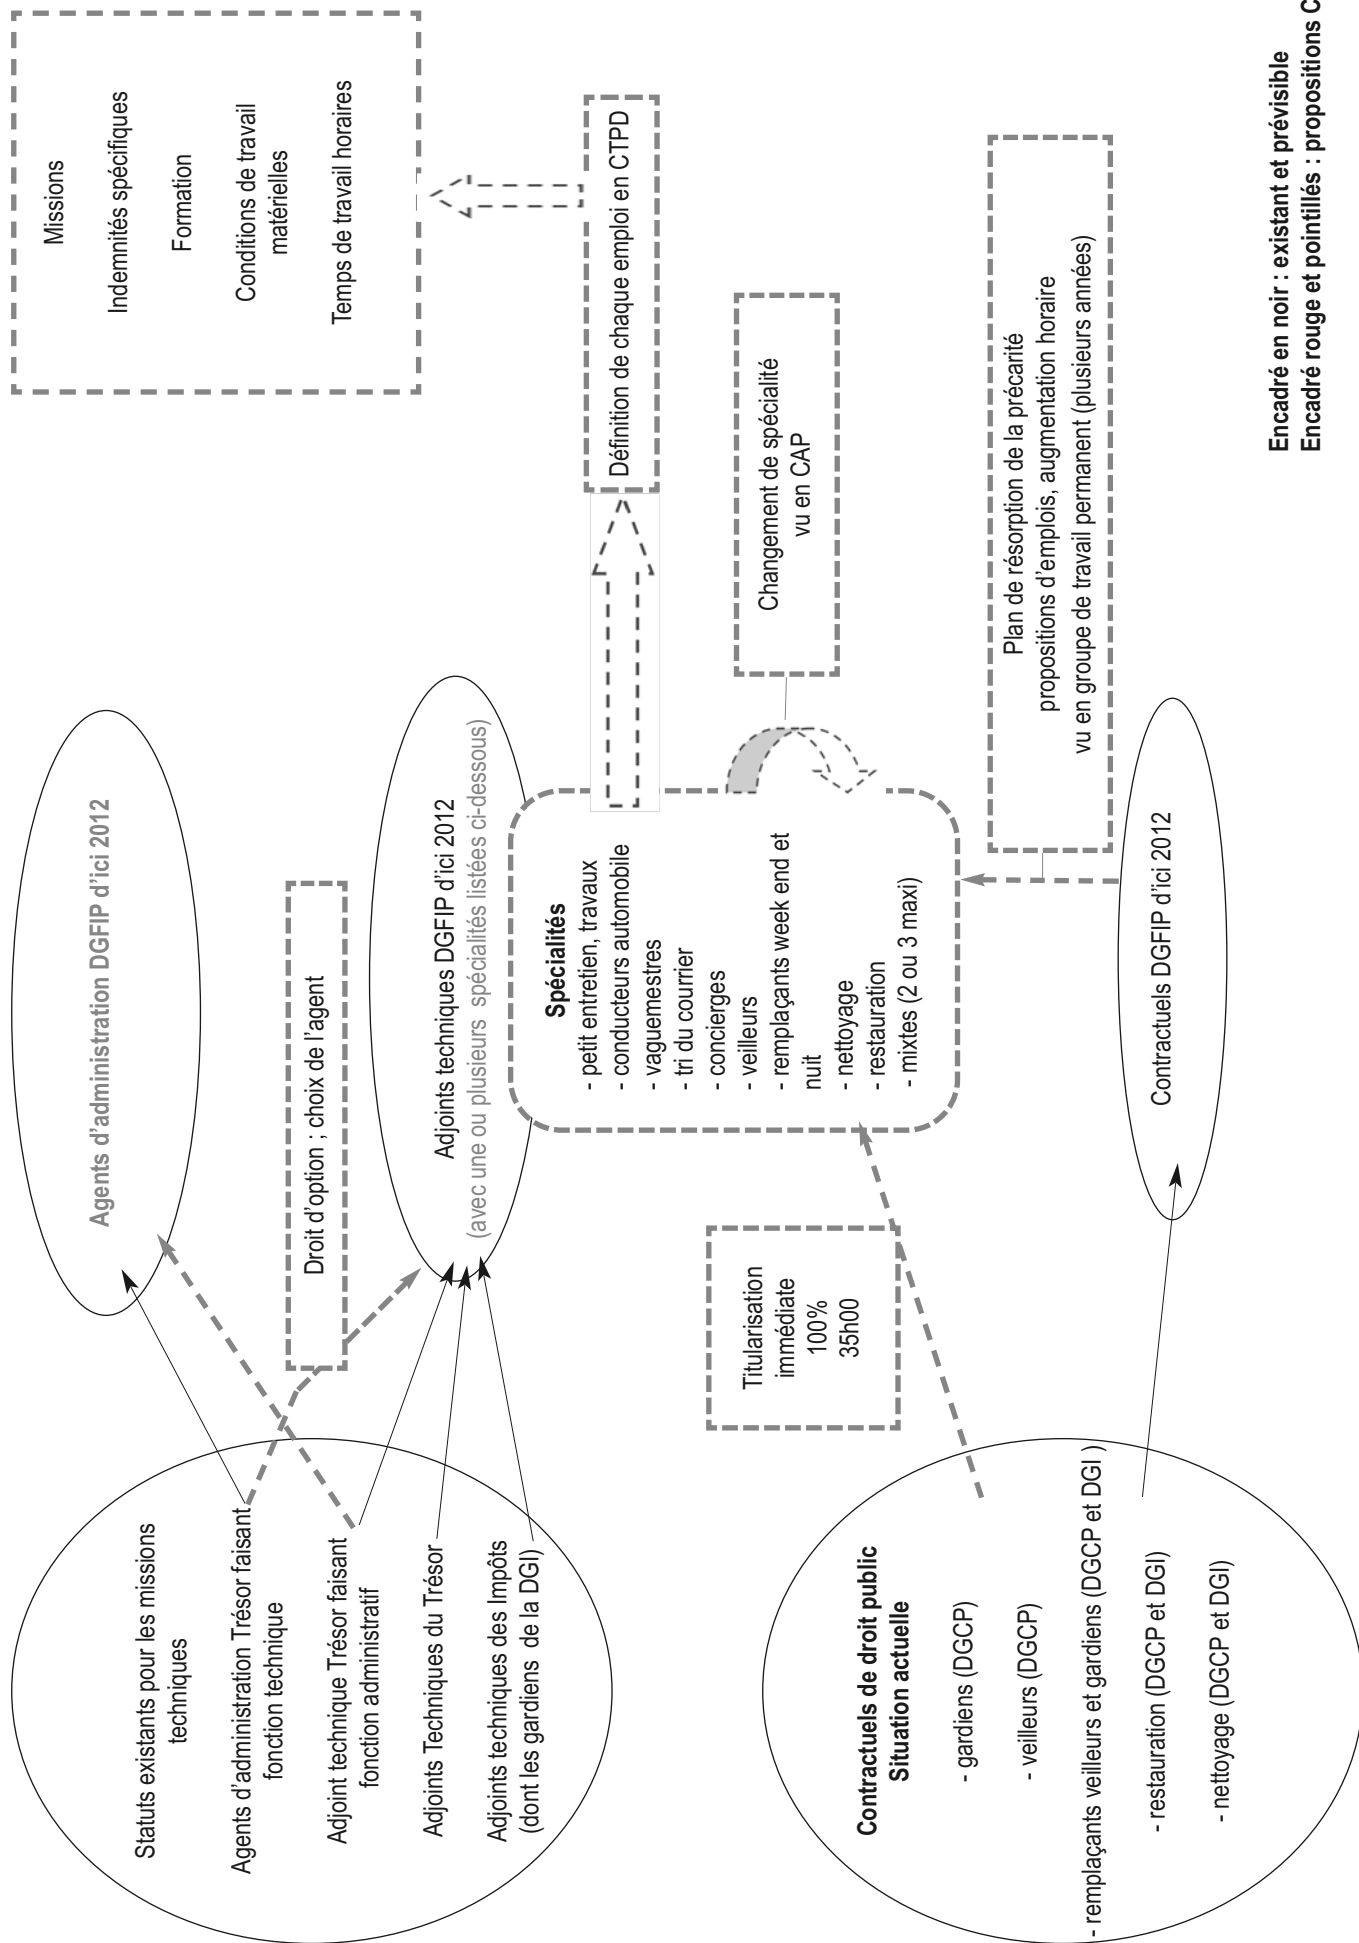 Statuts existants pour les missions
techniques
Agents d'administration Trésor faisant
fonction technique
Adjoint technique Trésor faisant
fonction administratif
Adjoints Techniques du Trésor
Adjoints techniques des Impôts
(dont les gardiens de la DGI)
Agents d'administration DGFIP d'ici 2012
Droit d'option ; choix de l'agent
Adjoints techniques DGFIP d'ici 2012
(avec une ou plusieurs spécialités listées ci-dessous)
Spécialités
- petit entretien, travaux
- conducteurs automobile
- vaguemestres
- tri du courrier
- concierges
- veilleurs
- remplaçants week end et
nuit
- nettoyage
- restauration
- mixtes (2 ou 3 maxi)
Missions
Indemnités spécifiques
Formation
Conditions de travail
matérielles
Temps de travail horaires
Définition de chaque emploi en CTPD
Changement de spécialité
vu en CAP
Titularisation
immédiate
100%
35h00
Contractuels de droit public
Situation actuelle
- gardiens (DGCP)
- veilleurs (DGCP)
- remplaçants veilleurs et gardiens (DGCP et DGI )
- restauration (DGCP et DGI)
- nettoyage (DGCP et DGI)
Contractuels DGFIP d'ici 2012
Plan de résorption de la précarité
propositions d'emplois, augmentation horaire
vu en groupe de travail permanent (plusieurs années)
Encadré en noir : existant et prévisible
Encadré rouge et pointillés : propositions C